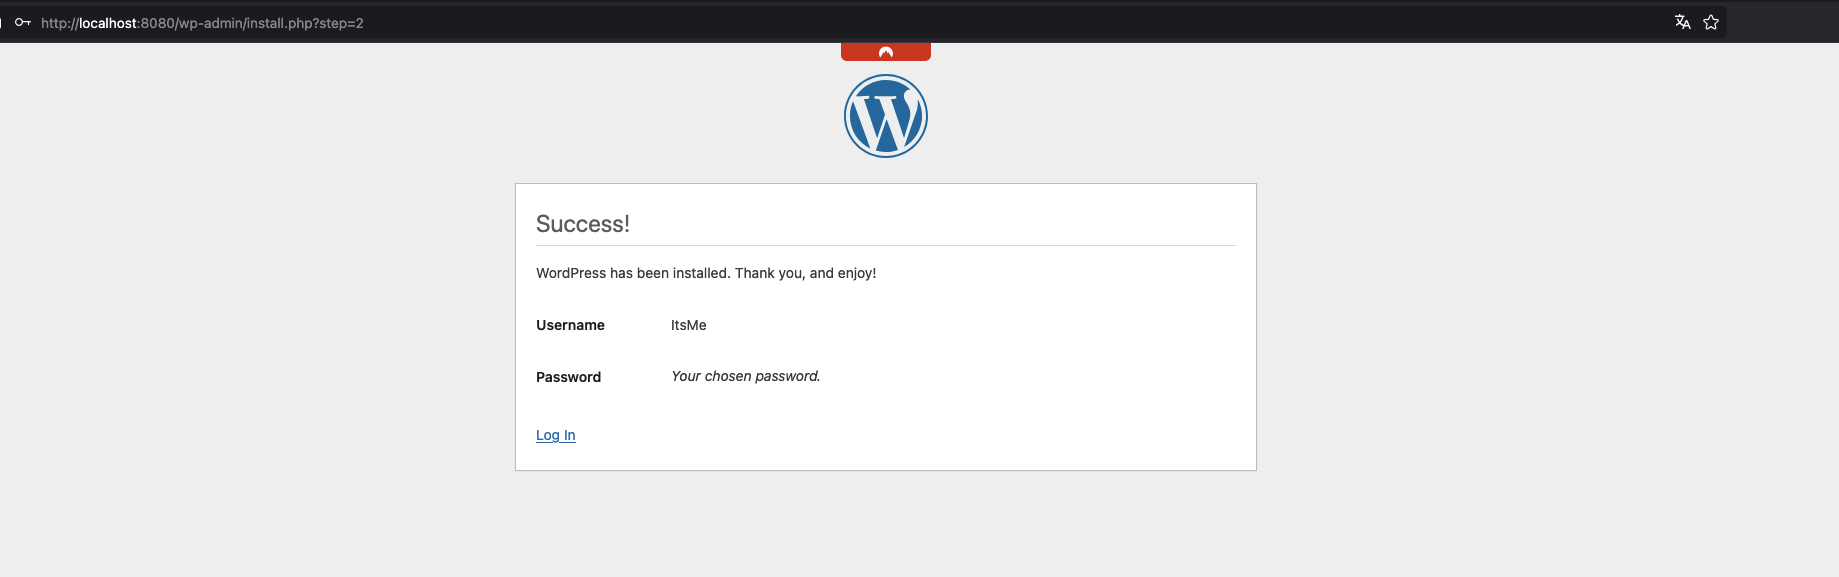 http://localhost:8080/wp-admin/install.php?step=2
Success!
WordPress has been installed. Thank you, and enjoy!
Username ItsMe
Password Your chosen password.
Log In